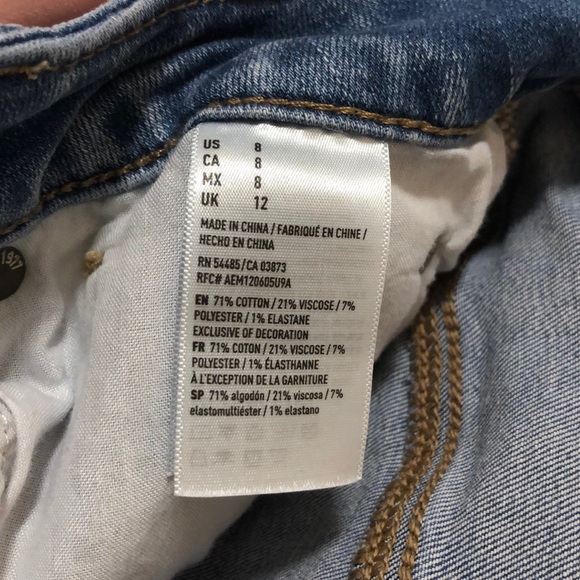 US 8
CA 8
MX 8
UK 12
MADE IN CHINA / FABRIQUÉ EN CHINE /
HECHO EN CHINA
RN 54485/CA 03873
RFC# AEM120605U9A
EN 71% COTTON / 21% VISCOSE / 7%
POLYESTER / 1% ELASTANE
EXCLUSIVE OF DECORATION
FR 71% COTON / 21% VISCOSE / 7%
POLYESTER / 1% ÉLASTHANNE
À L'EXCEPTION DE LA GARNITURE
SP 71% algodón / 21% viscosa / 7%
elastomultiéster / 1% elastano
1977